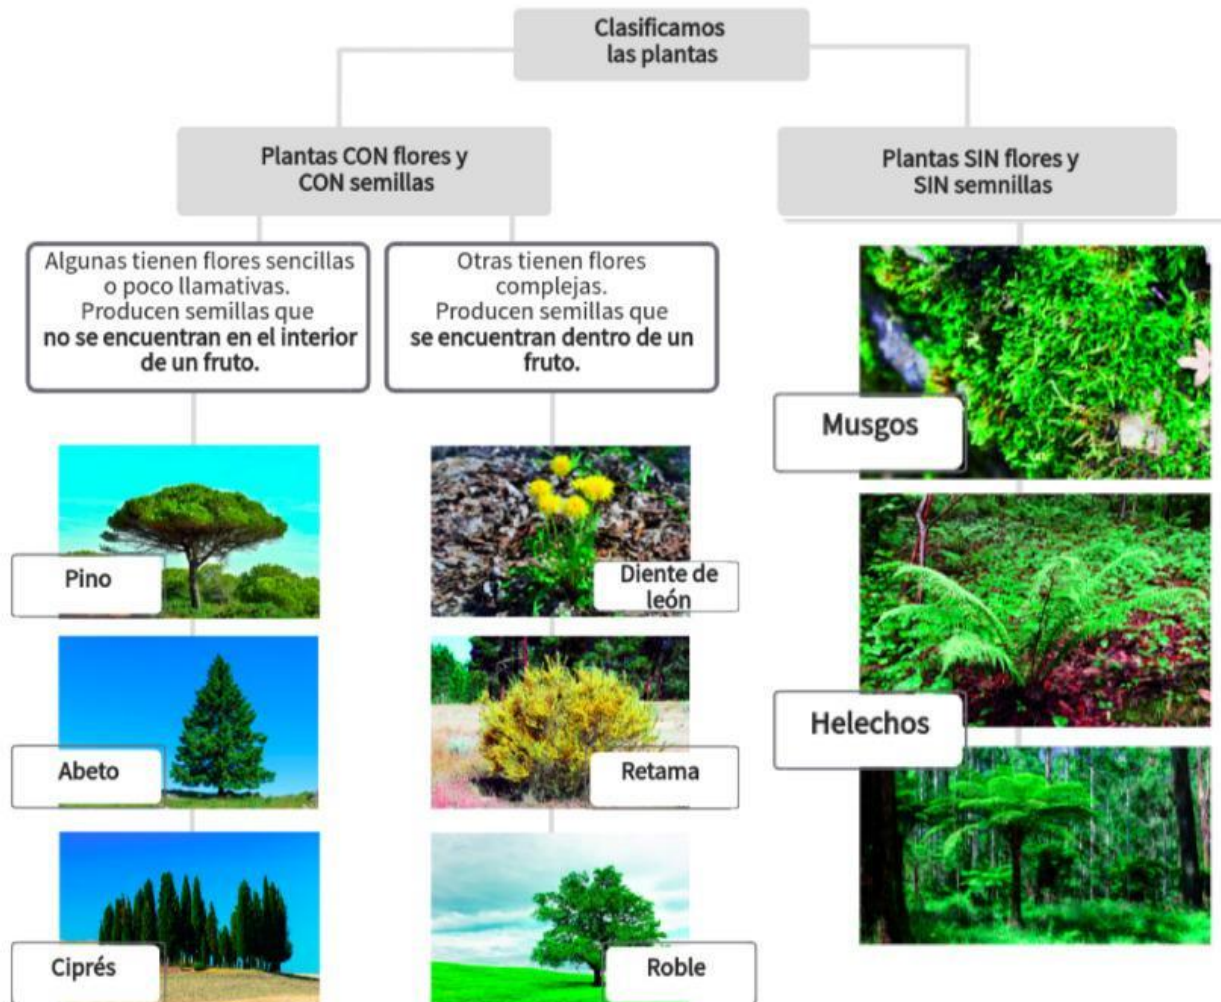 Clasificamos
las plantas
Plantas CON flores y
CON semillas
Plantas SIN flores y
SIN semnillas
Algunas tienen flores sencillas
o poco llamativas.
Producen semillas que
no se encuentran en el interior
de un fruto.
Otras tienen flores
complejas.
Producen semillas que
se encuentran dentro de un
fruto.
Pino
Abeto
Ciprés
Diente de
león
Retama
Roble
Musgos
Helechos